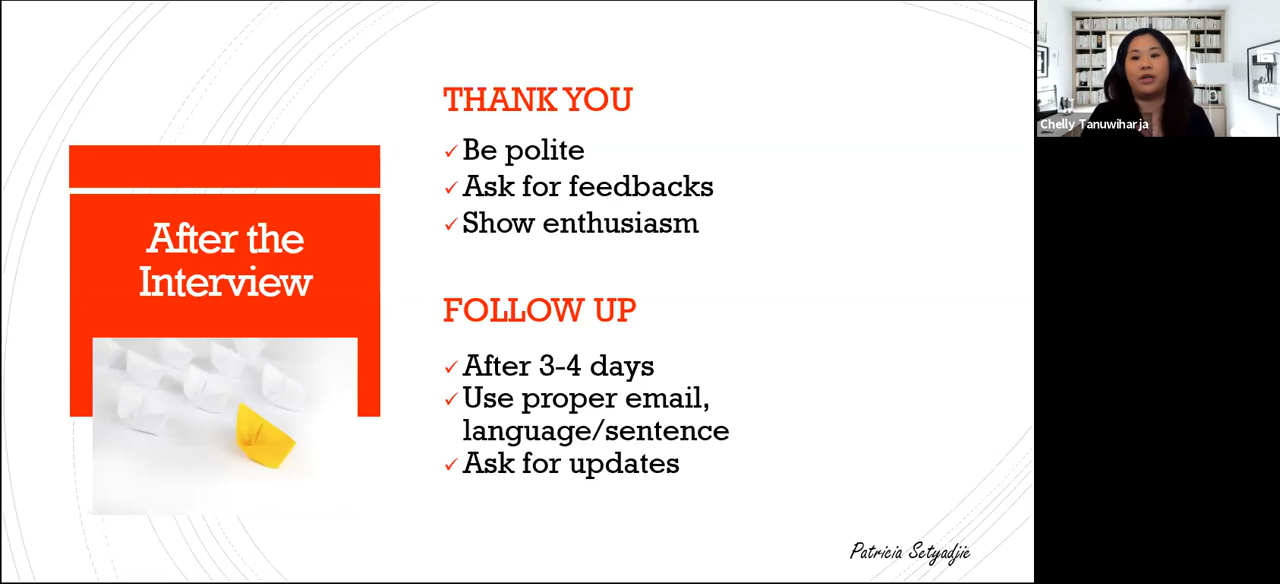 After the
Interview
THANK YOU
✓ Be polite
✓ Ask for feedbacks
✓ Show enthusiasm
FOLLOW UP
✓ After 3-4 days
✓ Use proper email,
language/sentence
✓ Ask for updates
Patricia Setyadjie
Chelly Tanuwiharja